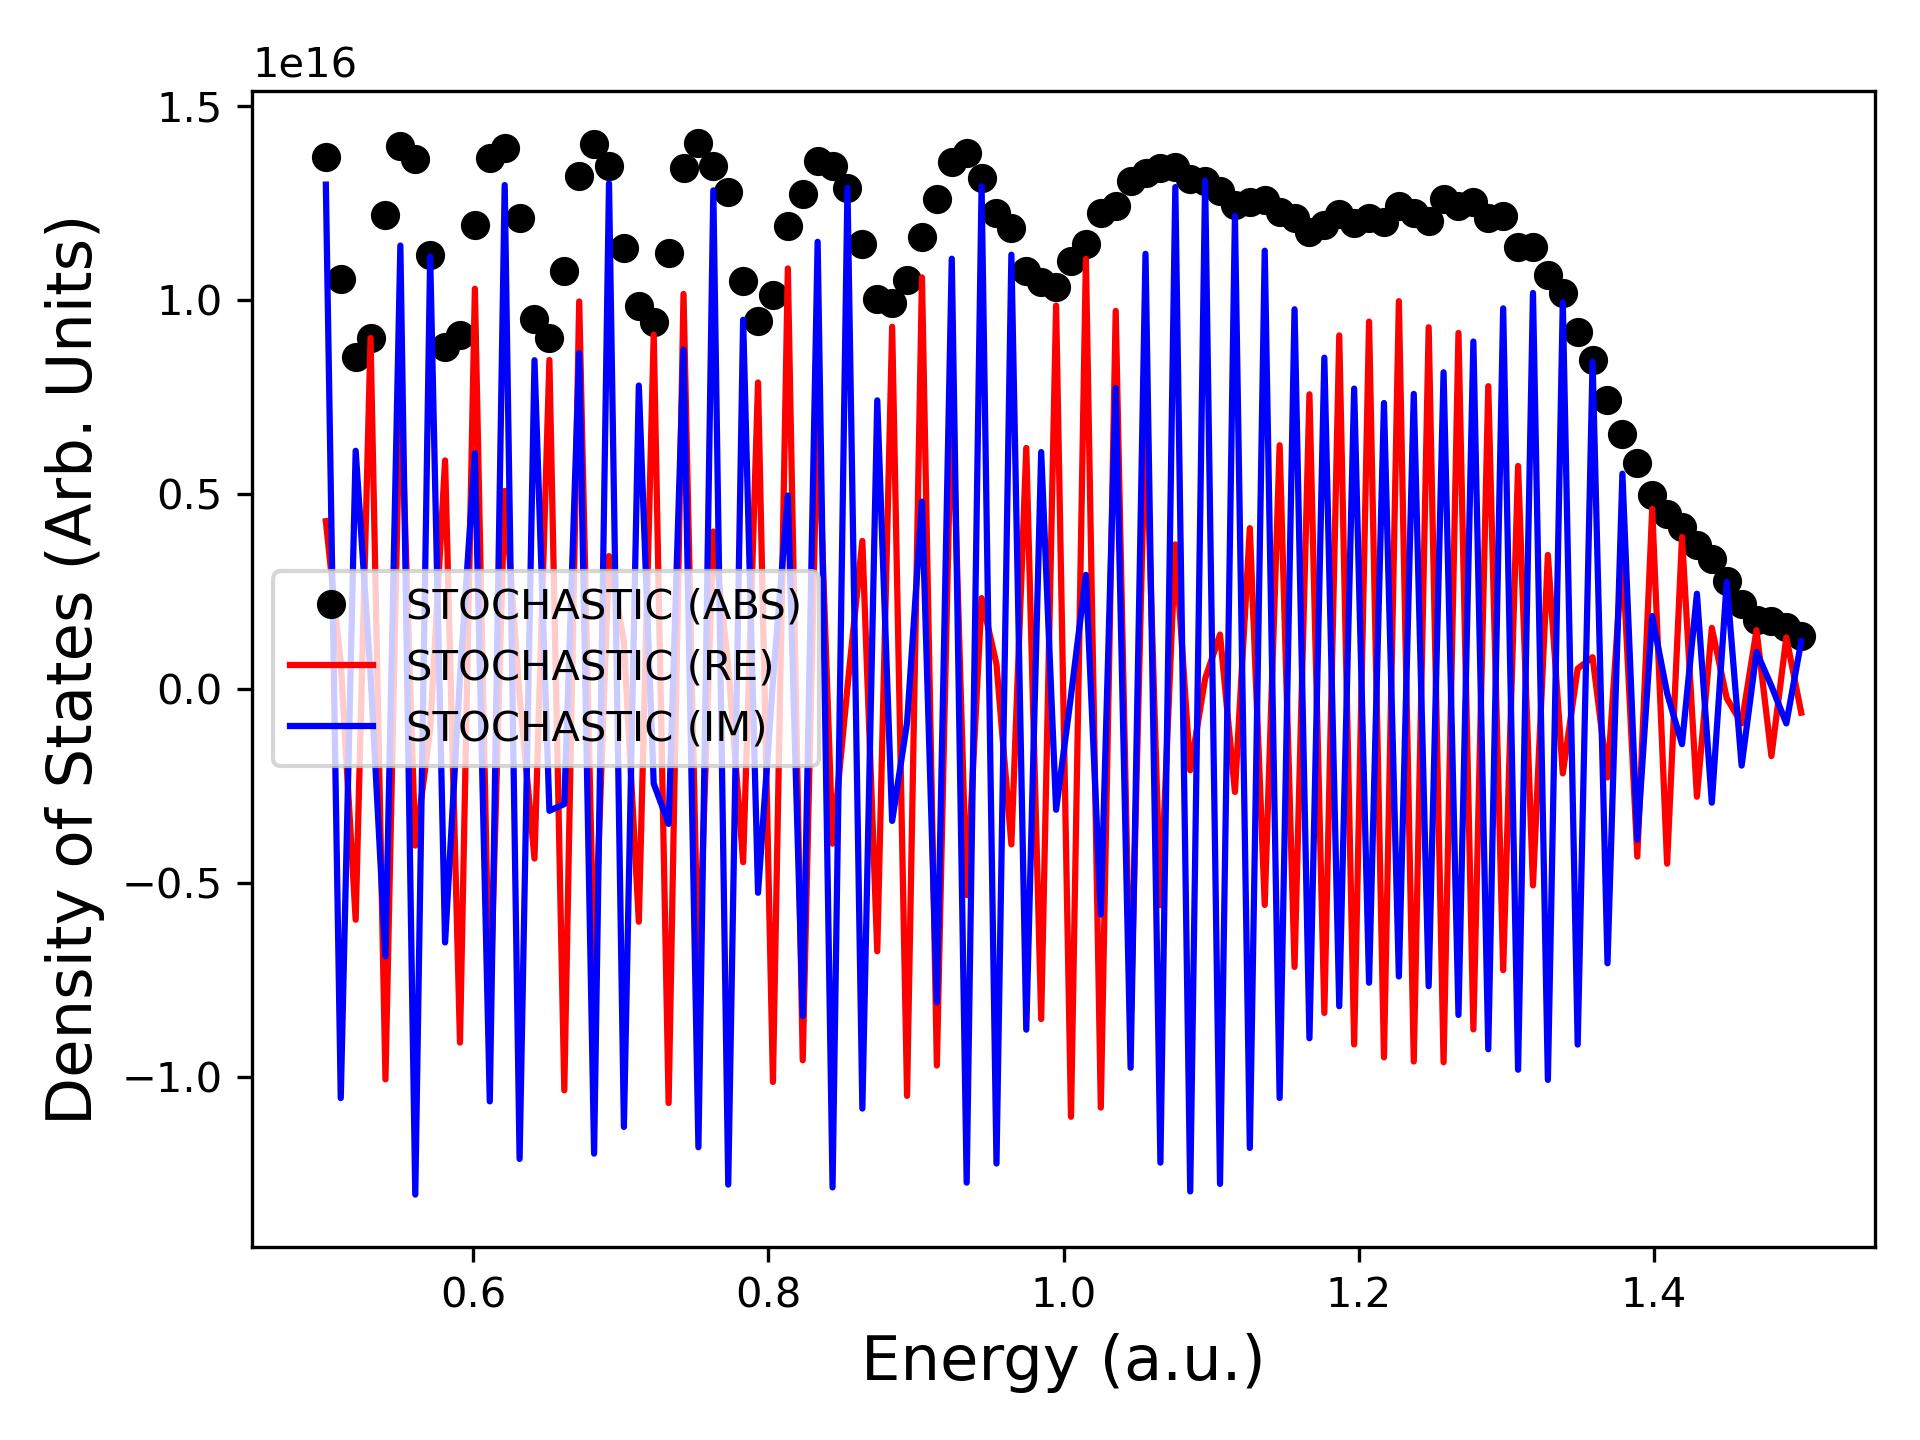 1e16
1.5
1.0
0.5
0.0
−0.5
−1.0
Density of States (Arb. Units)
STOCHASTIC (ABS)
STOCHASTIC (RE)
STOCHASTIC (IM)
0.6 0.8 1.0 1.2 1.4
Energy (a.u.)